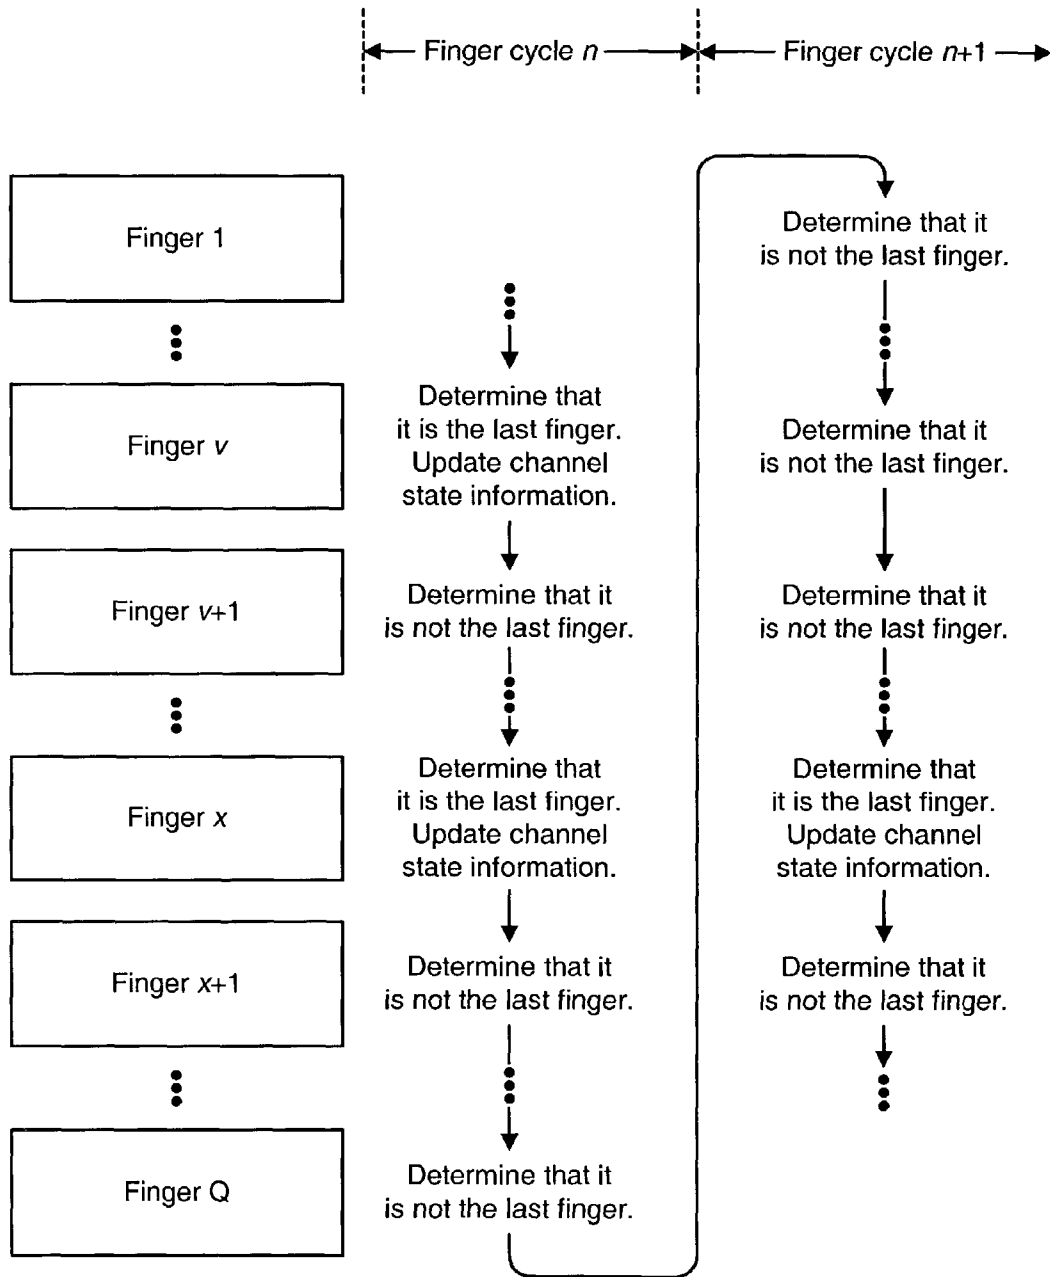 Finger cycle n
Finger cycle n+1
Finger 1
Determine that it
is not the last finger.
Finger v
Determine that
it is the last finger.
Update channel
state information.
Determine that it
is not the last finger.
Finger v+1
Determine that it
is not the last finger.
Determine that it
is not the last finger.
Finger x
Determine that
it is the last finger.
Update channel
state information.
Determine that
it is the last finger.
Update channel
state information.
Finger x+1
Determine that it
is not the last finger.
Determine that it
is not the last finger.
Finger Q
Determine that it
is not the last finger.